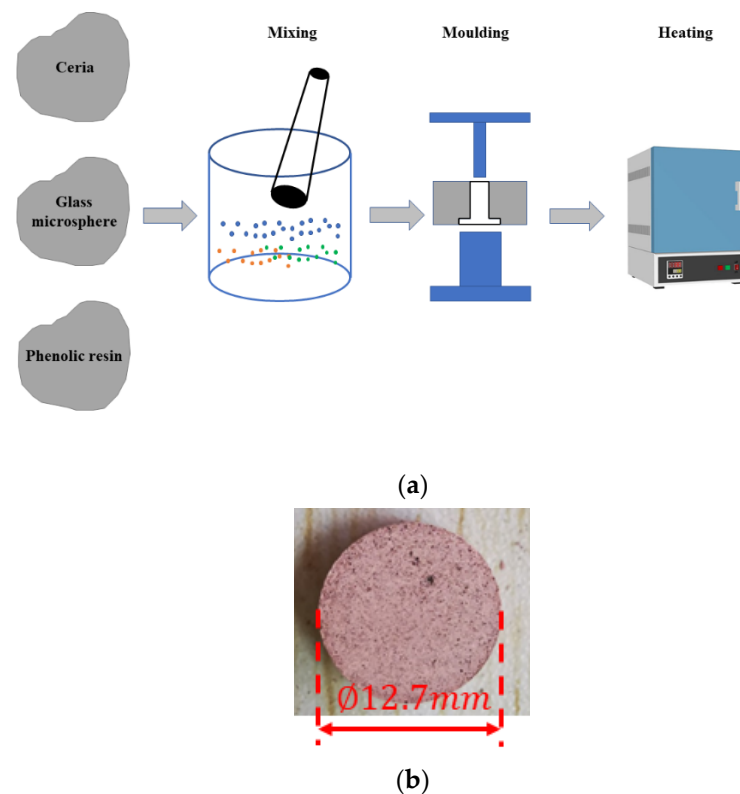 Mixing
Moulding
Heating
Ceria
Glass
microsphere
Phenolic resin
(a)
Ø12.7mm
(b)